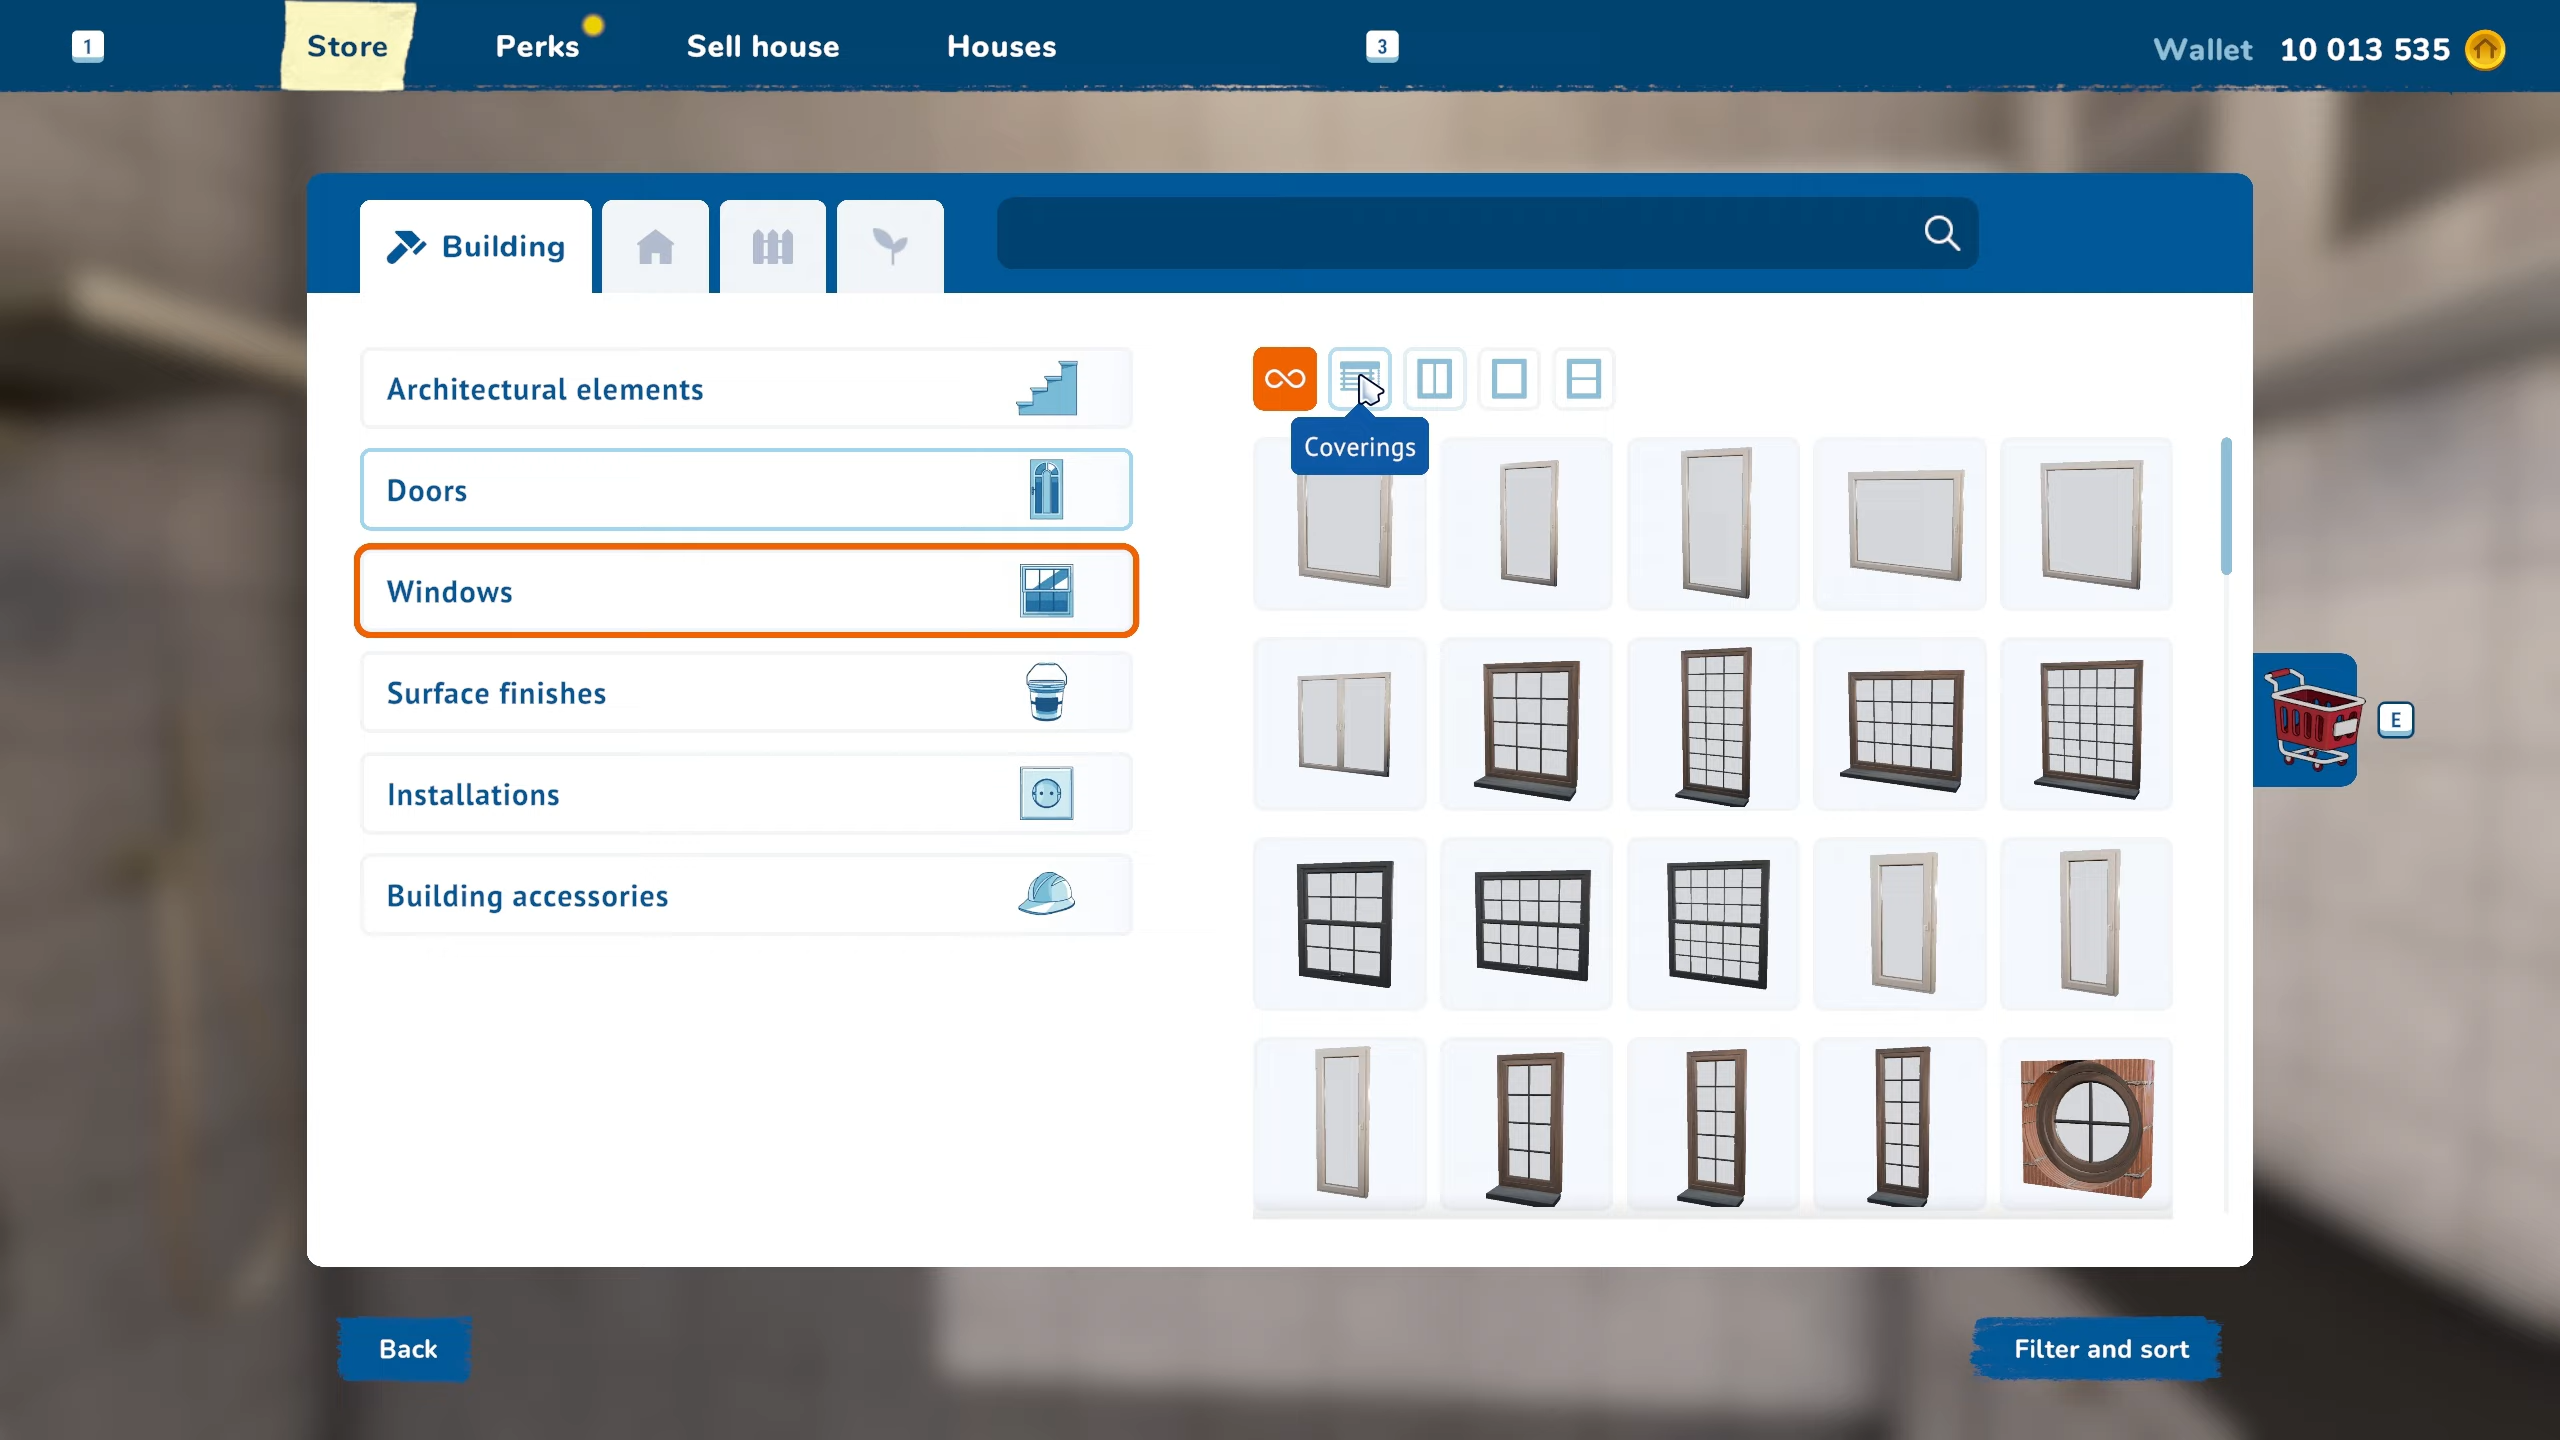 1
Store
Perks
Sell house
Houses
3
Wallet 10 013 535
Building
Architectural elements
Doors
Windows
Surface finishes
Installations
Building accessories
Coverings
E
Back
Filter and sort